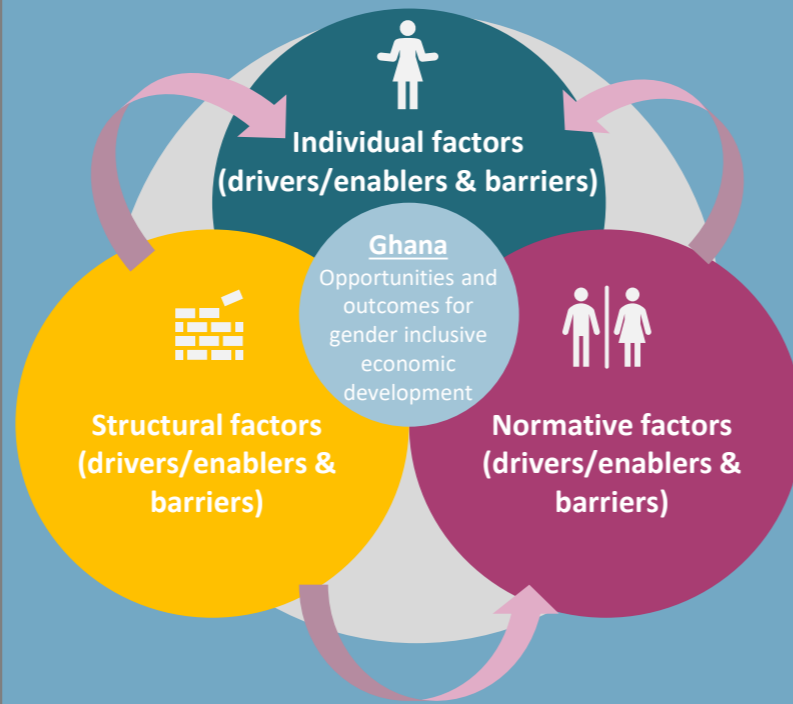 Individual factors
(drivers/enablers & barriers)
Ghana
Opportunities and
outcomes for
gender inclusive
economic
development
Structural factors
(drivers/enablers &
barriers)
Normative factors
(drivers/enablers &
barriers)